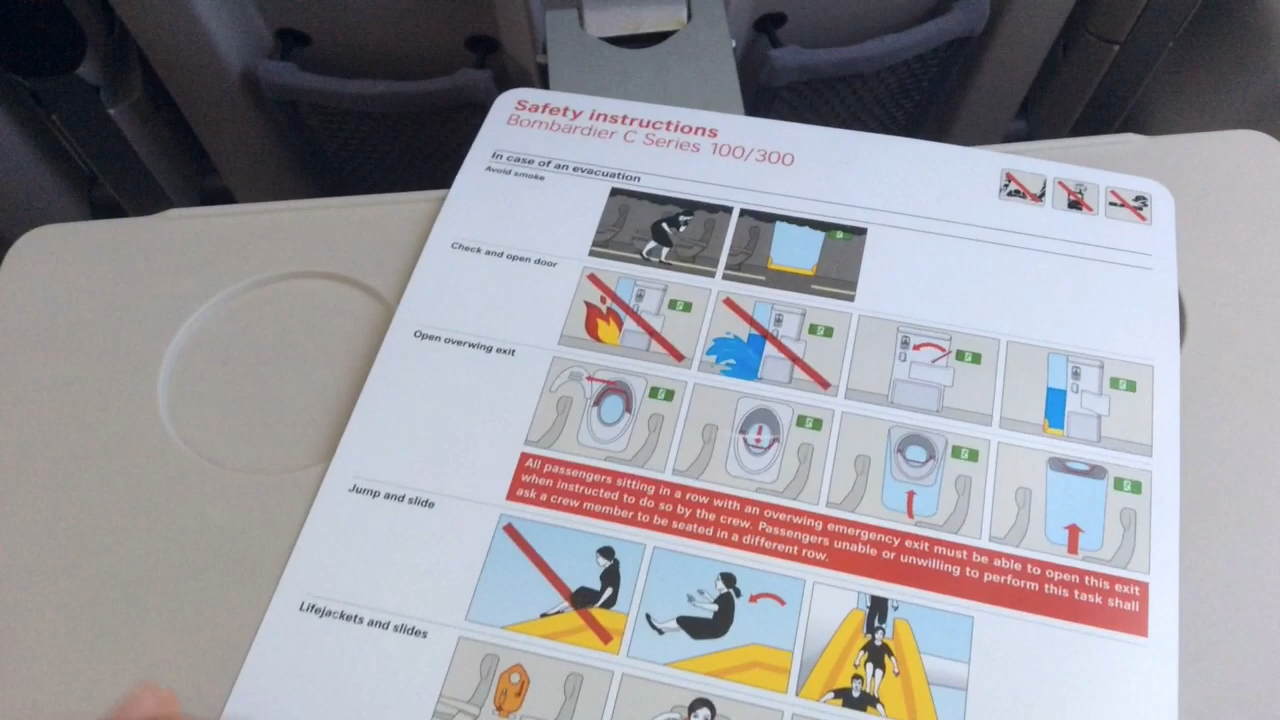 Safety instructions
Bombardier C Series 100/300
In case of an evacuation
Avoid smoke
Check and open door
Open overwing exit
All passengers sitting in a row with an overwing emergency exit must be able to open this exit
when instructed to do so by the crew. Passengers unable or unwilling to perform this task shall
ask a crew member to be seated in a different row.
Jump and slide
Lifejackets and slides